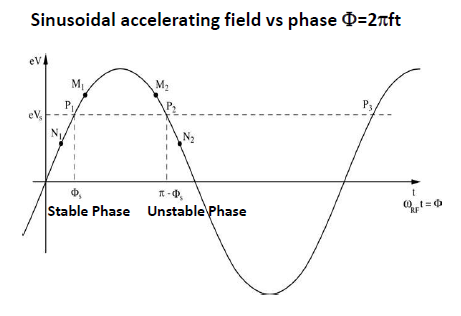 Sinusoidal accelerating field vs phase Φ=2πft
eV
M₁ M₂
P₁ P₂ P₃
eVₛ
N₁ N₂
Φₛ π - Φₛ t
ω_RF t = Φ
Stable Phase Unstable Phase